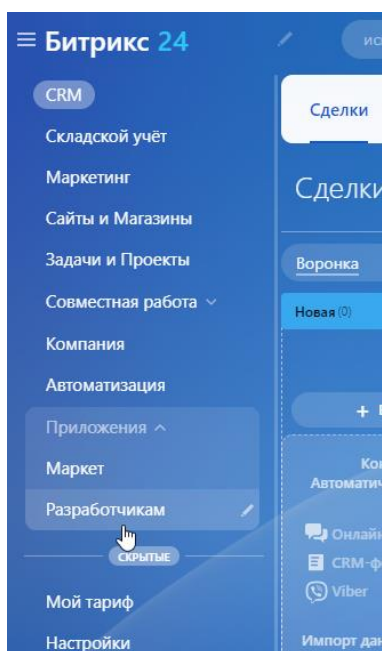 Битрикс 24
CRM
Складской учёт
Маркетинг
Сайты и Магазины
Задачи и Проекты
Совместная работа
Компания
Автоматизация
Приложения
Маркет
Разработчикам
СКРЫТЫЕ
Мой тариф
Настройки
Сделки
Сделки
Воронка
Новая (0)
+
Viber